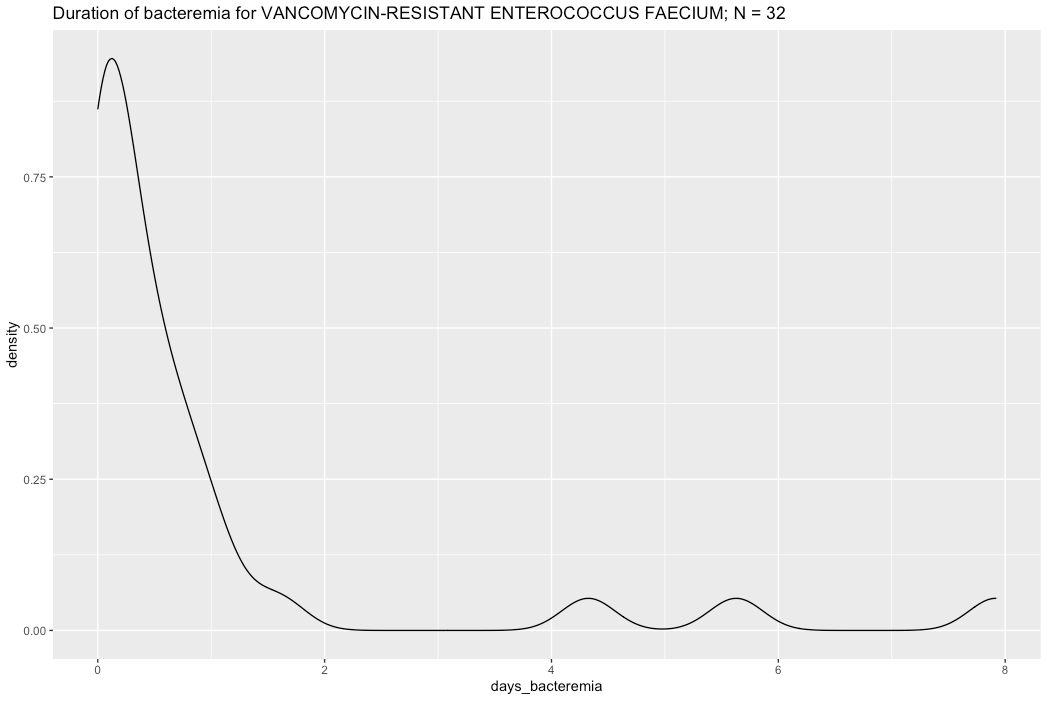 Duration of bacteremia for VANCOMYCIN-RESISTANT ENTEROCOCCUS FAECIUM; N = 32
density
0.75
0.50
0.25
0.00
0 2 4 6 8
days_bacteremia